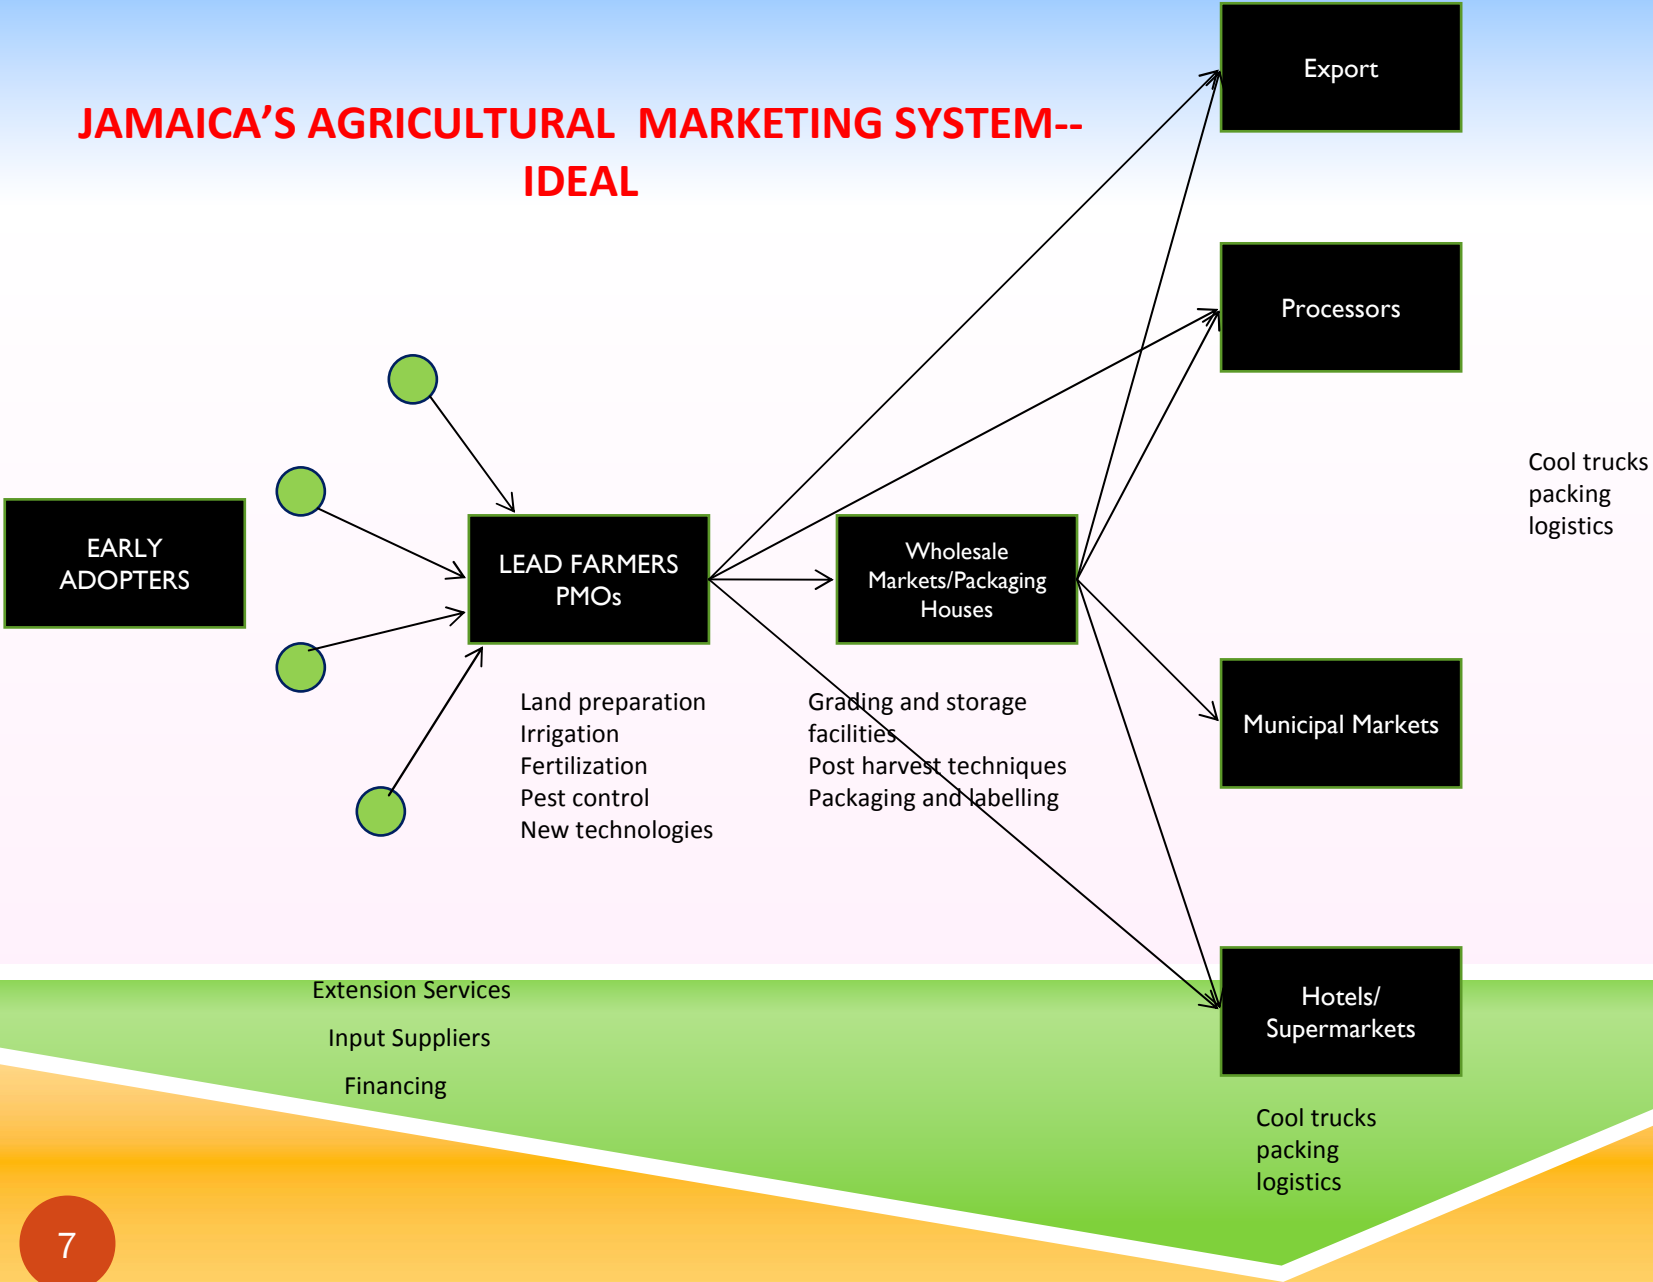 JAMAICA’S AGRICULTURAL MARKETING SYSTEM--
IDEAL
Export
Processors
Cool trucks
packing
logistics
EARLY
ADOPTERS
LEAD FARMERS
PMOs
Wholesale
Markets/Packaging
Houses
Land preparation
Irrigation
Fertilization
Pest control
New technologies
Grading and storage
facilities
Post harvest techniques
Packaging and labelling
Municipal Markets
Extension Services
Input Suppliers
Financing
Hotels/
Supermarkets
Cool trucks
packing
logistics
7